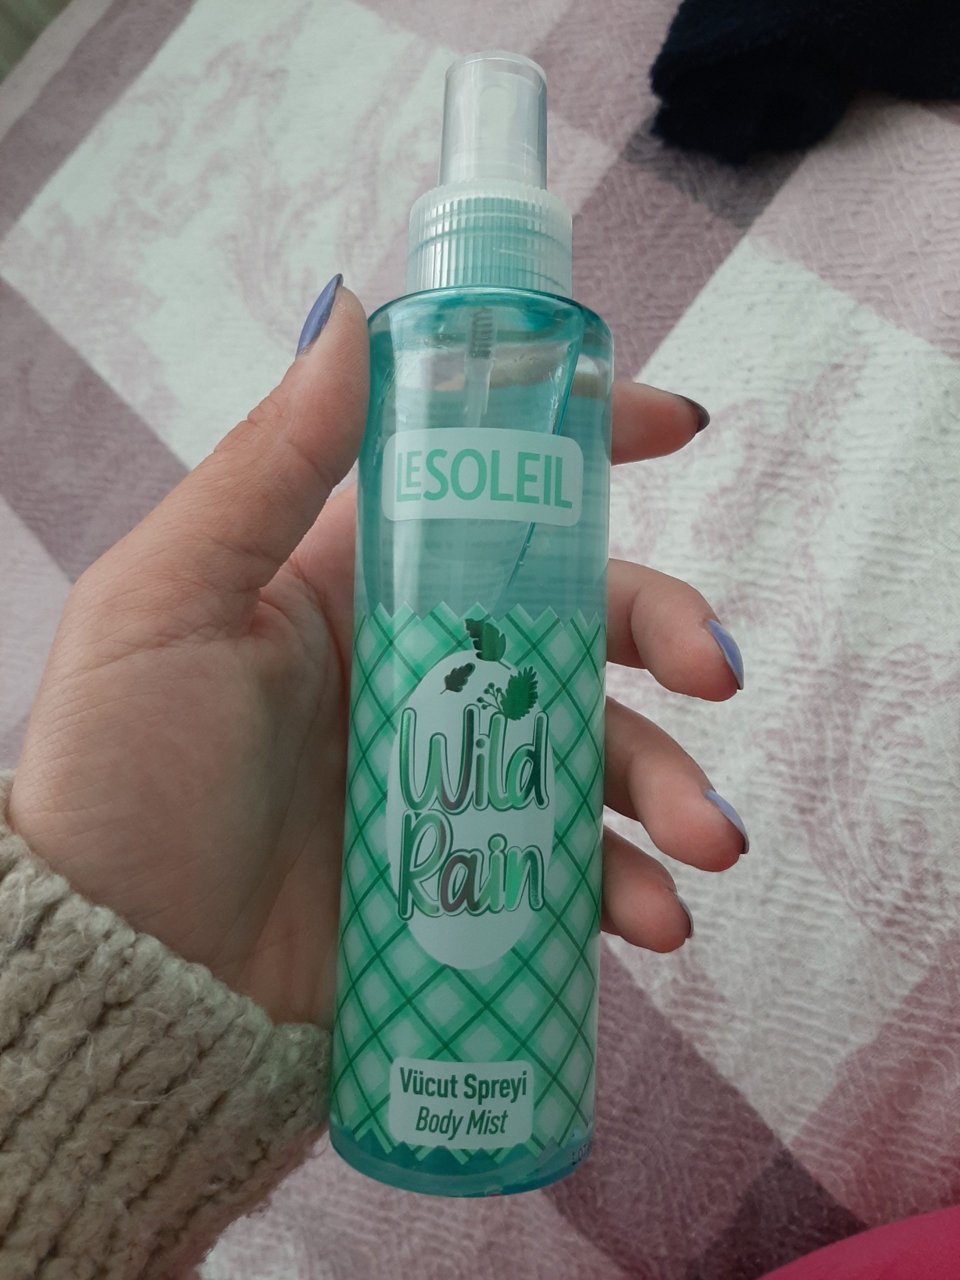 LESOLEIL
Wild
Rain
Vücut Spreyi
Body Mist